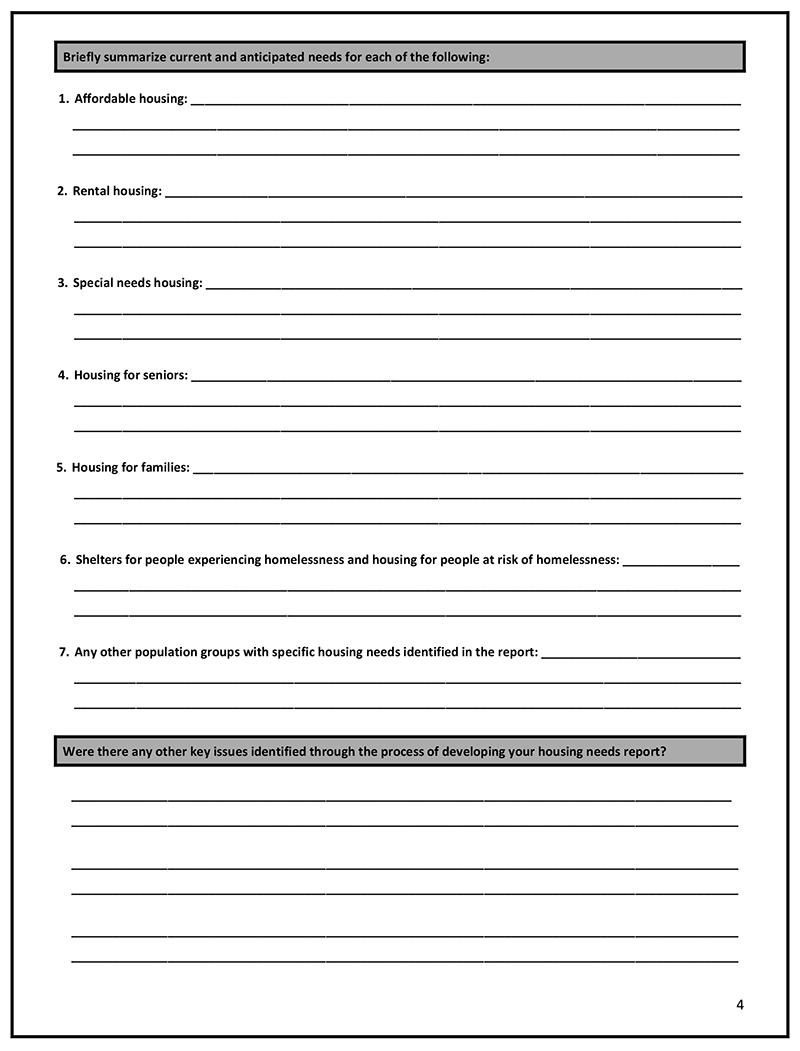 Briefly summarize current and anticipated needs for each of the following:
1. Affordable housing:
2. Rental housing:
3. Special needs housing:
4. Housing for seniors:
5. Housing for families:
6. Shelters for people experiencing homelessness and housing for people at risk of homelessness:
7. Any other population groups with specific housing needs identified in the report:
Were there any other key issues identified through the process of developing your housing needs report?
4